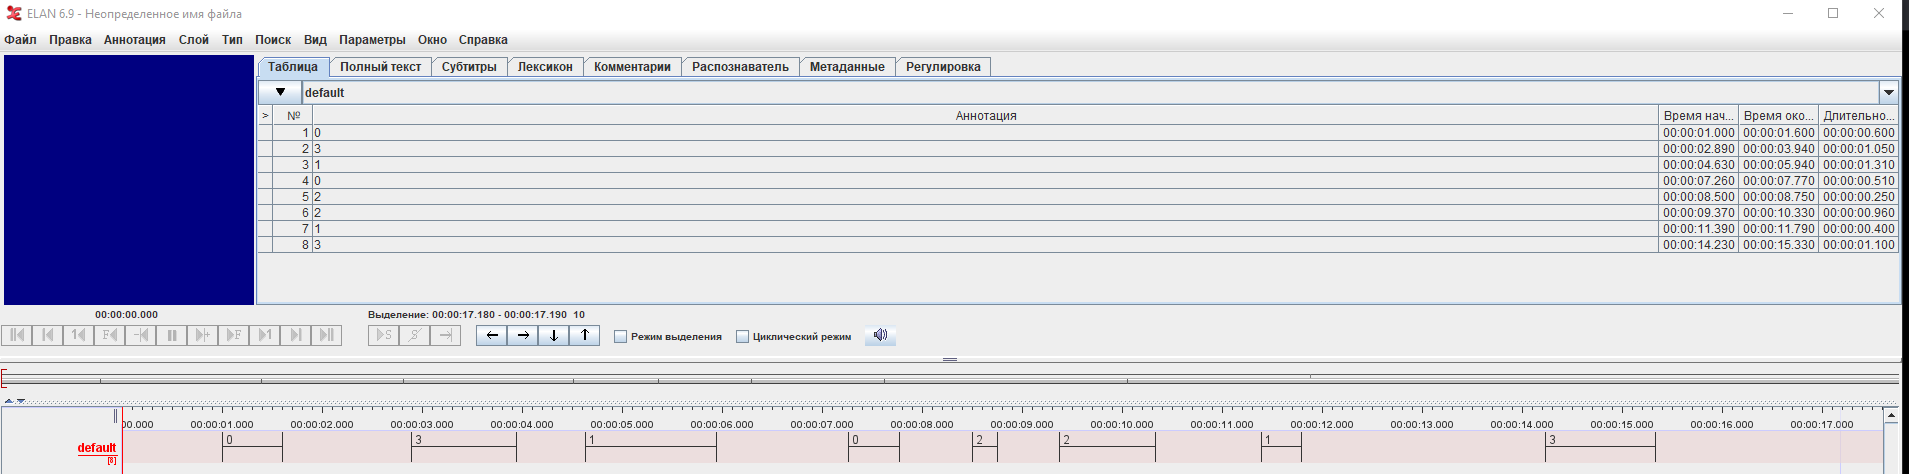 ELAN 6.9 - Неопределенное имя файла
Файл Правка Аннотация Слой Тип Поиск Вид Параметры Окно Справка
Таблица Полный текст Субтитры Лексикон Комментарии Распознаватель Метаданные Регулировка
default
> № Аннотация Время нач... Время око... Длительно...
1 0 00:00:01.000 00:00:01.600 00:00:00.600
2 3 00:00:02.890 00:00:03.940 00:00:01.050
3 1 00:00:04.630 00:00:05.940 00:00:01.310
4 0 00:00:07.260 00:00:07.770 00:00:00.510
5 2 00:00:08.500 00:00:08.750 00:00:00.250
6 2 00:00:09.370 00:00:10.330 00:00:00.960
7 1 00:00:11.390 00:00:11.790 00:00:00.400
8 3 00:00:14.230 00:00:15.330 00:00:01.100
00:00:00.000 Выделение: 00:00:17.180 - 00:00:17.190 10
1 F F 1 S S Режим выделения Циклический режим
00.000 00:00:01.000 00:00:02.000 00:00:03.000 00:00:04.000 00:00:05.000 00:00:06.000 00:00:07.000 00:00:08.000 00:00:09.000 00:00:10.000 00:00:11.000 00:00:12.000 00:00:13.000 00:00:14.000 00:00:15.000 00:00:16.000 00:00:17.000
default 0 3 1 0 2 2 1 3
[8]